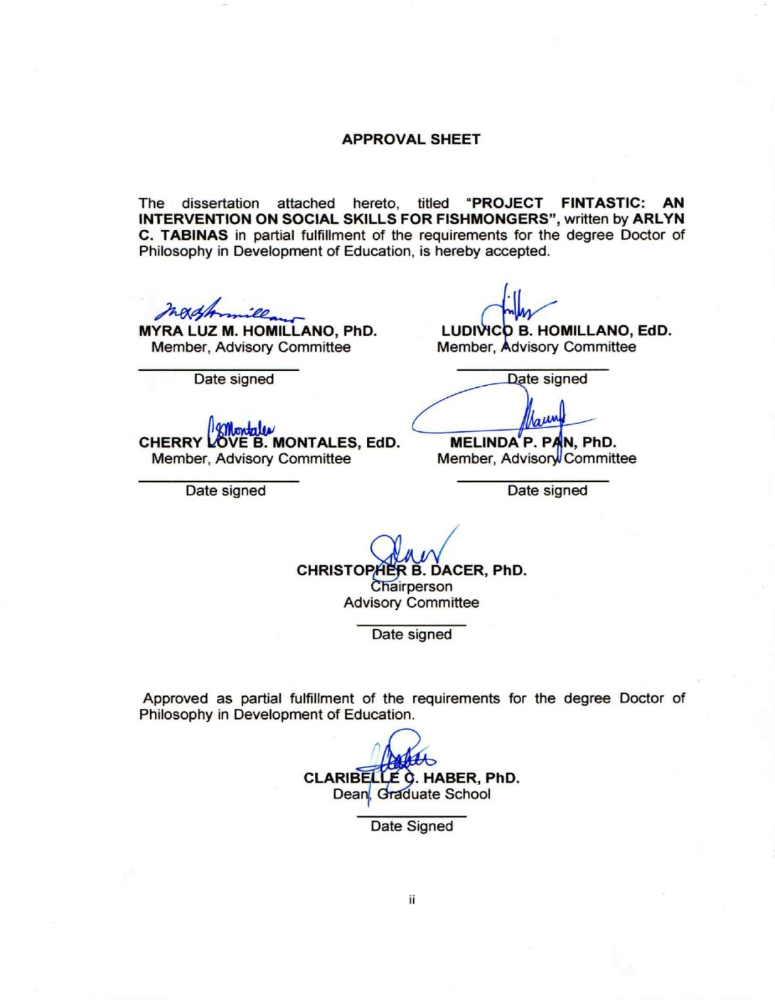 APPROVAL SHEET
The dissertation attached hereto, titled “PROJECT FINTASTIC: AN
INTERVENTION ON SOCIAL SKILLS FOR FISHMONGERS”, written by ARLYN
C. TABINAS in partial fulfillment of the requirements for the degree Doctor of
Philosophy in Development of Education, is hereby accepted.
MYRA LUZ M. HOMILLANO, PhD.
Member, Advisory Committee
Date signed
LUDIVICO B. HOMILLANO, EdD.
Member, Advisory Committee
Date signed
CHERRY LOVE B. MONTALES, EdD.
Member, Advisory Committee
Date signed
MELINDA P. PAN, PhD.
Member, Advisory Committee
Date signed
CHRISTOPHER B. DACER, PhD.
Chairperson
Advisory Committee
Date signed
Approved as partial fulfillment of the requirements for the degree Doctor of
Philosophy in Development of Education.
CLARIBELLE C. HABER, PhD.
Dean, Graduate School
Date Signed
ii